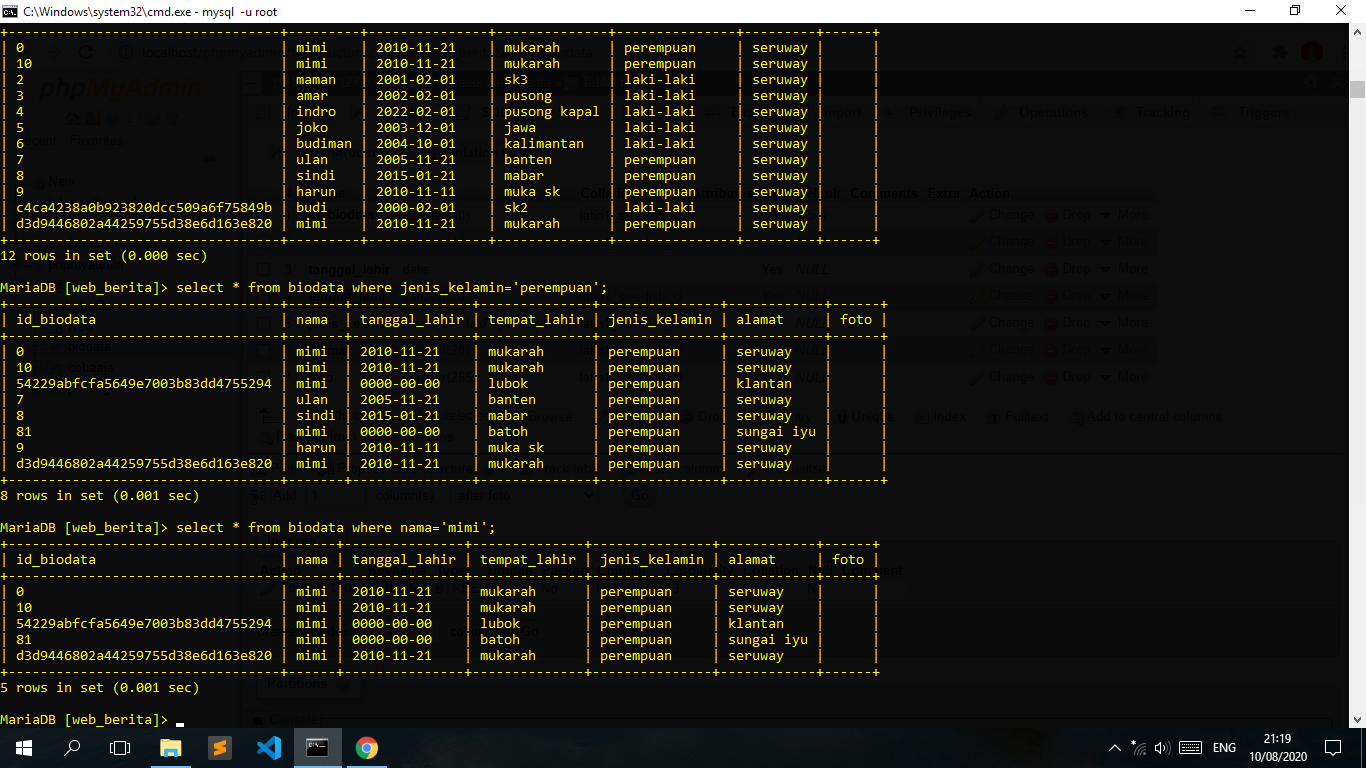 C:\Windows\system32\cmd.exe - mysql  -u root
+--------------------------------+---------+---------------+--------------+---------------+---------+------+
| 0                              | mimi    | 2010-11-21    | mukarah      | perempuan     | seruway |      |
| 10                             | mimi    | 2010-11-21    | mukarah      | perempuan     | seruway |      |
| 2                              | maman   | 2001-02-01    | sk3          | laki-laki     | seruway |      |
| 3                              | amar    | 2002-02-01    | pusong       | laki-laki     | seruway |      |
| 4                              | indro   | 2022-02-01    | pusong kapal | laki-laki     | seruway |      |
| 5                              | joko    | 2003-12-01    | jawa         | laki-laki     | seruway |      |
| 6                              | budiman | 2004-10-01    | kalimantan   | laki-laki     | seruway |      |
| 7                              | ulan    | 2005-11-21    | banten       | perempuan     | seruway |      |
| 8                              | sindi   | 2015-01-21    | mabar        | perempuan     | seruway |      |
| 9                              | harun   | 2010-11-11    | muka sk      | perempuan     | seruway |      |
| c4ca4238a0b923820dcc509a6f75849b | budi    | 2000-02-01    | sk2          | laki-laki     | seruway |      |
| d3d9446802a44259755d38e6d163e820 | mimi    | 2010-11-21    | mukarah      | perempuan     | seruway |      |
12 rows in set (0.000 sec)
MariaDB [web_berita]> select * from biodata where jenis_kelamin='perempuan';
| id_biodata                       | nama  | tanggal_lahir | tempat_lahir | jenis_kelamin | alamat     | foto |
| 0                                | mimi  | 2010-11-21    | mukarah      | perempuan     | seruway    |      |
| 10                               | mimi  | 2010-11-21    | mukarah      | perempuan     | seruway    |      |
| 54229abfcfa5649e7003b83dd4755294 | mimi  | 0000-00-00    | lubok        | perempuan     | klantan    |      |
| 7                                | ulan  | 2005-11-21    | banten       | perempuan     | seruway    |      |
| 8                                | sindi | 2015-01-21    | mabar        | perempuan     | seruway    |      |
| 81                               | mimi  | 0000-00-00    | batoh        | perempuan     | sungai iyu |      |
| 9                                | harun | 2010-11-11    | muka sk      | perempuan     | seruway    |      |
| d3d9446802a44259755d38e6d163e820 | mimi  | 2010-11-21    | mukarah      | perempuan     | seruway    |      |
8 rows in set (0.001 sec)
MariaDB [web_berita]> select * from biodata where nama='mimi';
| id_biodata                       | nama | tanggal_lahir | tempat_lahir | jenis_kelamin | alamat     | foto |
| 0                                | mimi | 2010-11-21    | mukarah      | perempuan     | seruway    |      |
| 10                               | mimi | 2010-11-21    | mukarah      | perempuan     | seruway    |      |
| 54229abfcfa5649e7003b83dd4755294 | mimi | 0000-00-00    | lubok        | perempuan     | klantan    |      |
| 81                               | mimi | 0000-00-00    | batoh        | perempuan     | sungai iyu |      |
| d3d9446802a44259755d38e6d163e820 | mimi | 2010-11-21    | mukarah      | perempuan     | seruway    |      |
5 rows in set (0.001 sec)
MariaDB [web_berita]>
ENG
21:19
10/08/2020